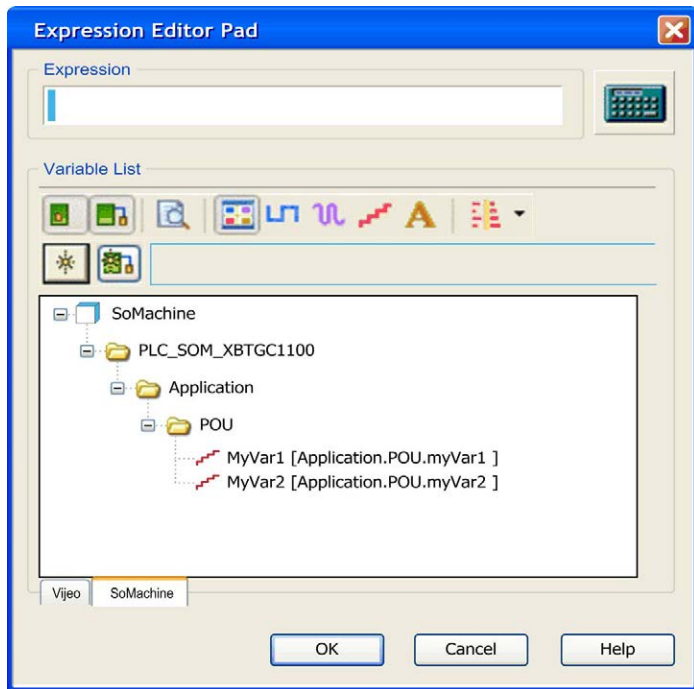 Expression Editor Pad
Expression
Variable List
A
SoMachine
PLC_SOM_XBTGC1100
Application
POU
MyVar1 [Application.POU.myVar1 ]
MyVar2 [Application.POU.myVar2 ]
Vijeo SoMachine
OK Cancel Help